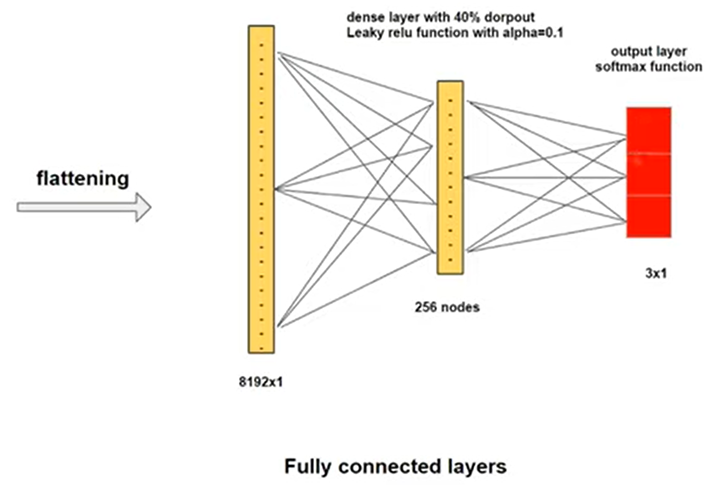 dense layer with 40% dorpout
Leaky relu function with alpha=0.1
output layer
softmax function
flattening
256 nodes
3x1
8192x1
Fully connected layers